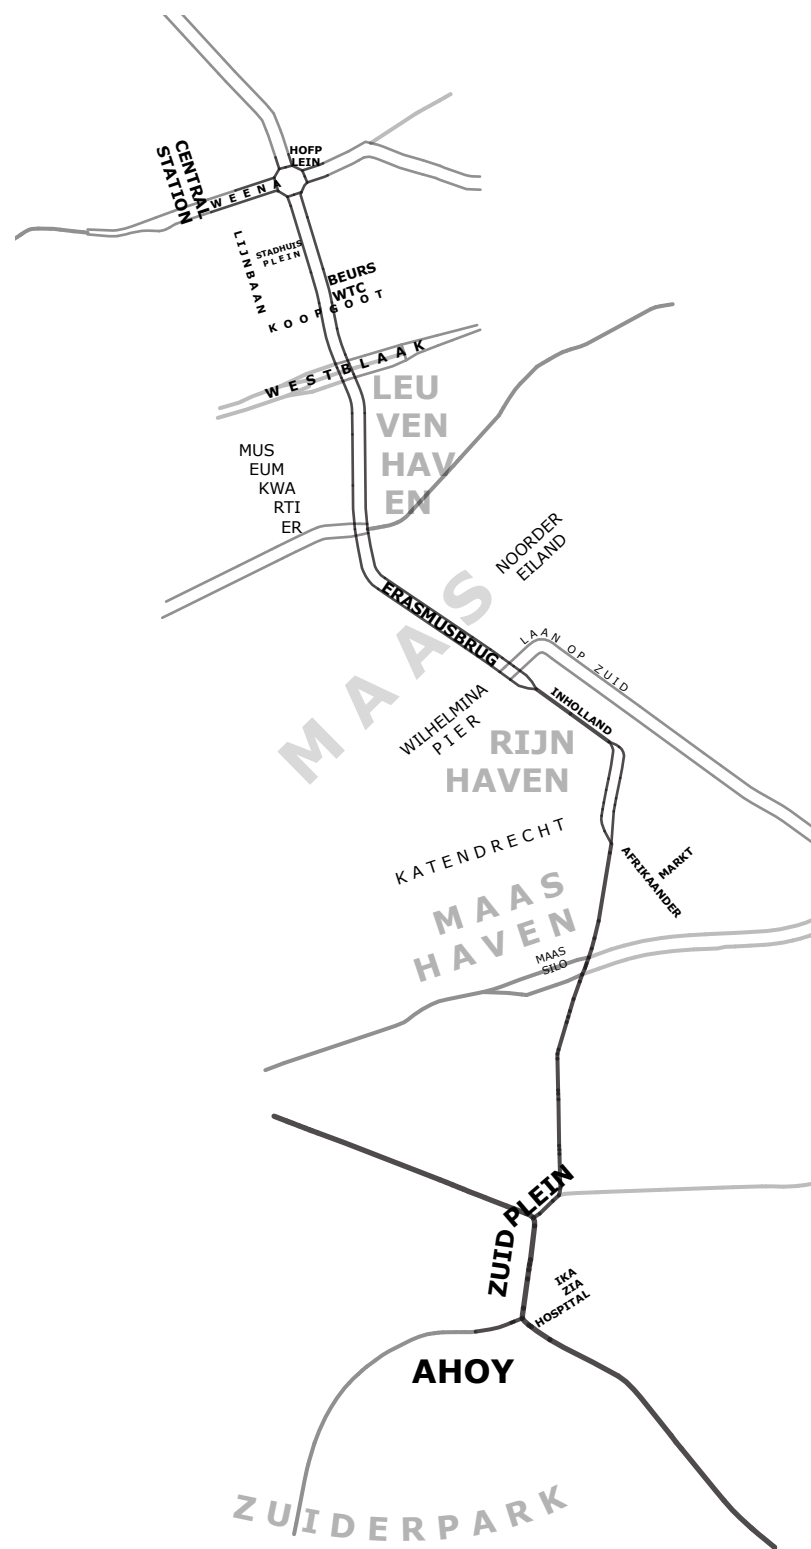 HOFP
LEIN
CENTRAL
STATION
WEENA
LIJNBAAN
STADHUIS
PLEIN
BEURS
WTC
KOOPGOOT
WESTBLAAK
LEU
VEN
HAV
EN
MUS
EUM
KWA
RTI
ER
NOORDER
EILAND
MAAS
ERASMUSBRUG
LAAN OP ZUID
WILHELMINA
PIER
INHOLLAND
RIJN
HAVEN
KATENDRECHT
AFRIKAANDER
MARKT
MAAS
HAVEN
MAAS
SILO
ZUID
PLEIN
IKA
ZIA
HOSPITAL
AHOY
ZUIDERPARK